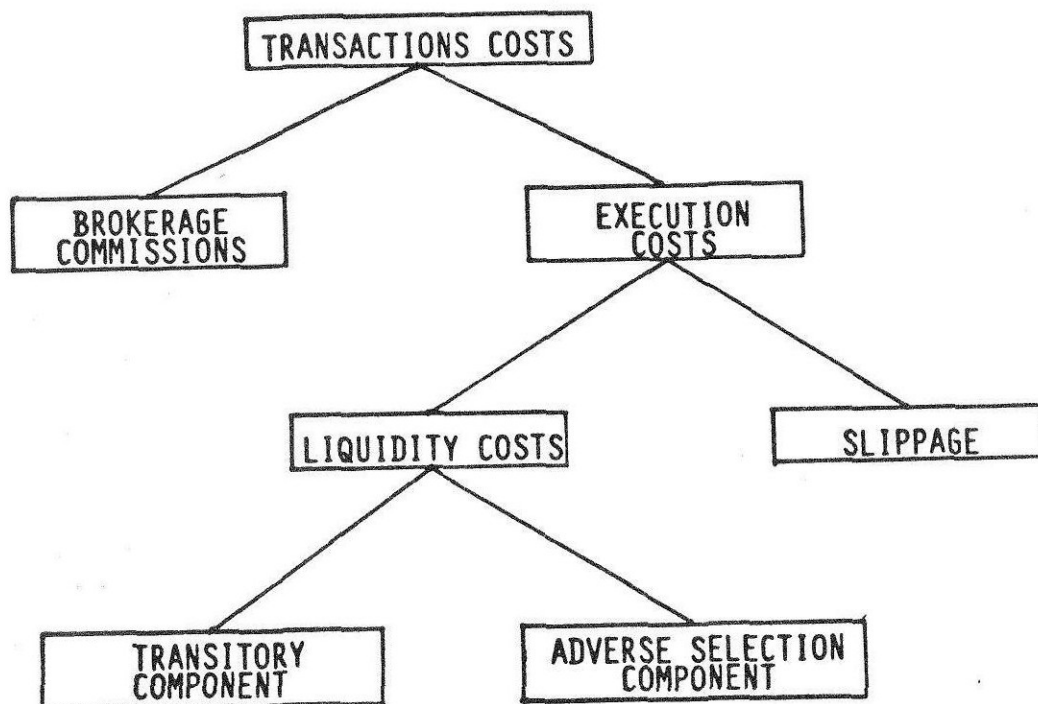 TRANSACTIONS COSTS
BROKERAGE
COMMISSIONS
EXECUTION
COSTS
LIQUIDITY COSTS
SLIPPAGE
TRANSITORY
COMPONENT
ADVERSE SELECTION
COMPONENT